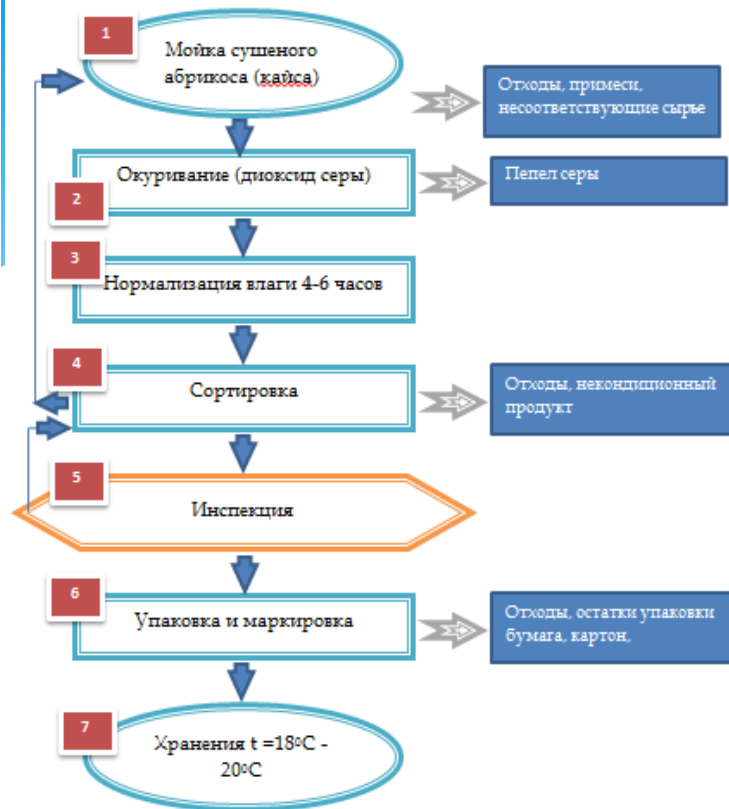 1
Мойка сушеного
абрикоса (кайса)
Отходы, примеси,
несоответствующие сырье
2
Окуривание (диоксид серы)
Пепел серы
3
Нормализация влаги 4-6 часов
4
Сортировка
Отходы, некондиционный
продукт
5
Инспекция
6
Упаковка и маркировка
Отходы, остатки упаковки
бумага, картон,
7
Хранения t =18⁰C -
20⁰C